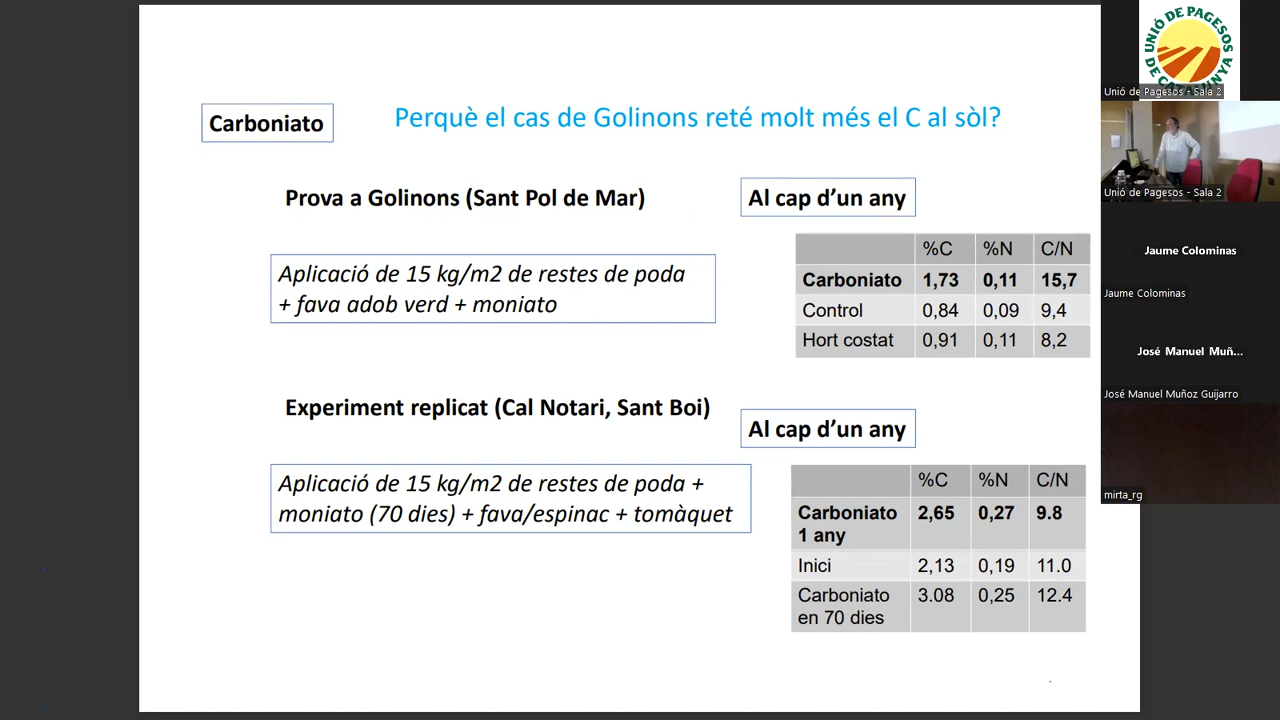 Carboniato
Perquè el cas de Golinons reté molt més el C al sòl?
Prova a Golinons (Sant Pol de Mar)
Al cap d'un any
Aplicació de 15 kg/m2 de restes de poda
+ fava adob verd + moniato
%C %N C/N
Carboniato 1,73 0,11 15,7
Control 0,84 0,09 9,4
Hort costat 0,91 0,11 8,2
Experiment replicat (Cal Notari, Sant Boi)
Al cap d'un any
Aplicació de 15 kg/m2 de restes de poda +
moniato (70 dies) + fava/espinac + tomàquet
%C %N C/N
Carboniato 2,65 0,27 9.8
1 any
Inici 2,13 0,19 11.0
Carboniato 3.08 0,25 12.4
en 70 dies
UNIÓ DE PAGESOS
DE CATALUNYA
Unió de Pagesos - Sala 2
Unió de Pagesos - Sala 2
Jaume Colominas
Jaume Colominas
José Manuel Muñ...
José Manuel Muñoz Guijarro
mirta_rg